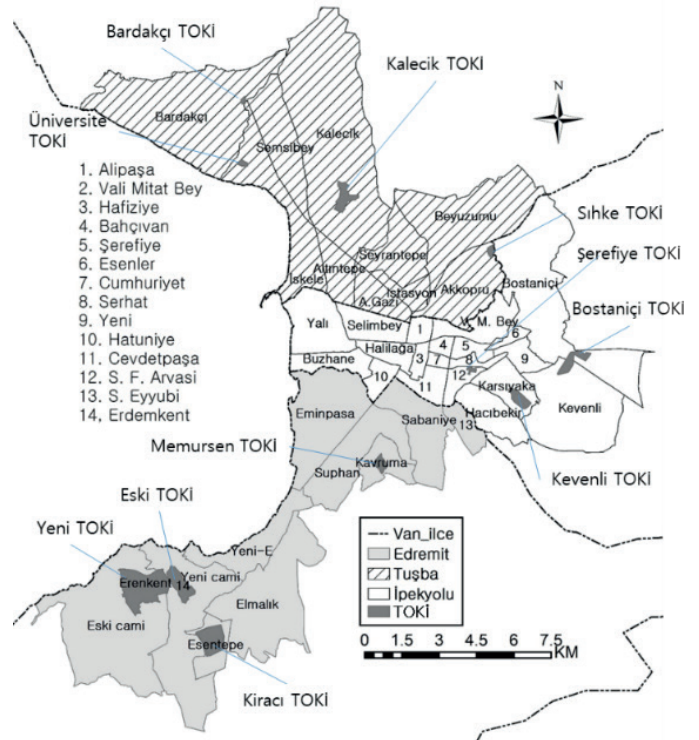 Bardakçı TOKİ
Kalecik TOKİ
Üniversite
TOKİ
N
Bardakçı
Kalecik
Semsibey
1. Alipaşa
2. Vali Mitat Bey
3. Hafiziye
4. Bahçıvan
5. Şerefiye
6. Esenler
7. Cumhuriyet
8. Serhat
9. Yeni
10. Hatuniye
11. Cevdetpaşa
12. S. F. Arvasi
13. S. Eyyubi
14, Erdemkent
Beyuzumu
Sıhke TOKİ
Seyrantepe
Şerefiye TOKİ
Altıntepe
İskele
A.Gazi
İstasyon
Akkopru
Bostaniçi
Bostaniçi TOKİ
Yalı
Selimbey
1
V. M. Bey
6
Buzhane
Halilağa
3
4
7
5
8
9
10
11
12
Karsıyaka
Kevenli
Hacıbekir
Eminpasa
Sabaniye
13
Memursen TOKİ
Kavruma
Suphan
Kevenli TOKİ
Eski TOKİ
Yeni TOKİ
Yeni-E
Erenkent
14
Yeni cami
Elmalık
Eski cami
Esentepe
Kiracı TOKİ
Van_ilce
Edremit
Tuşba
İpekyolu
TOKİ
0 1.5 3 4.5 6 7.5
KM